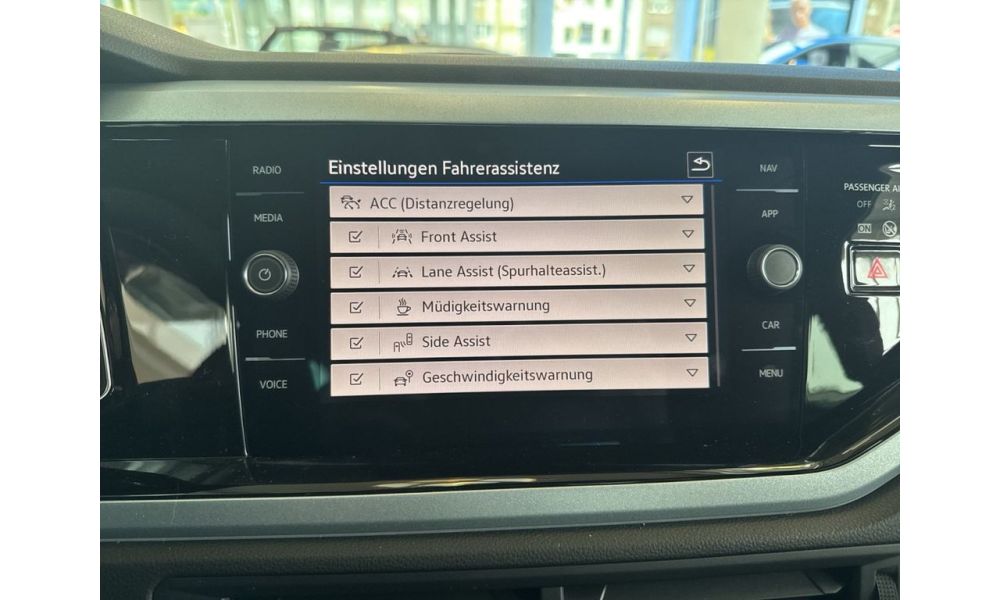 Einstellungen Fahrerassistenz
ACC (Distanzregelung)
Front Assist
Lane Assist (Spurhalteassist.)
Müdigkeitswarnung
Side Assist
Geschwindigkeitswarnung
RADIO
MEDIA
PHONE
VOICE
NAV
APP
CAR
MENU
PASSENGER
OFF
ON